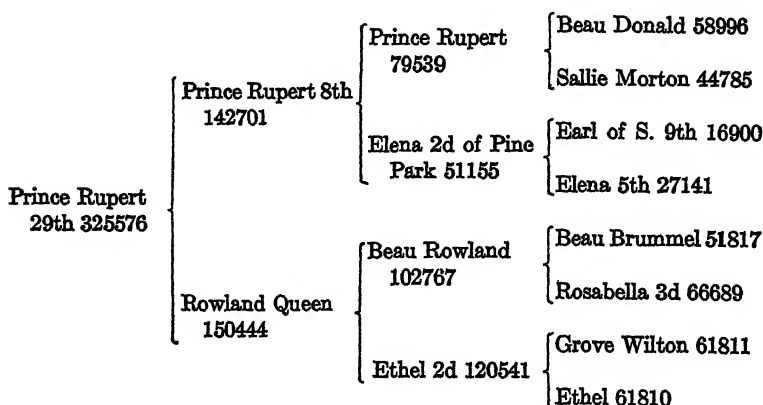 Prince Rupert
29th 325576
Prince Rupert 8th
142701
Rowland Queen
150444
Prince Rupert
79539
Elena 2d of Pine
Park 51155
Beau Rowland
102767
Ethel 2d 120541
Beau Donald 58996
Sallie Morton 44785
Earl of S. 9th 16900
Elena 5th 27141
Beau Brummel 51817
Rosabella 3d 66689
Grove Wilton 61811
Ethel 61810